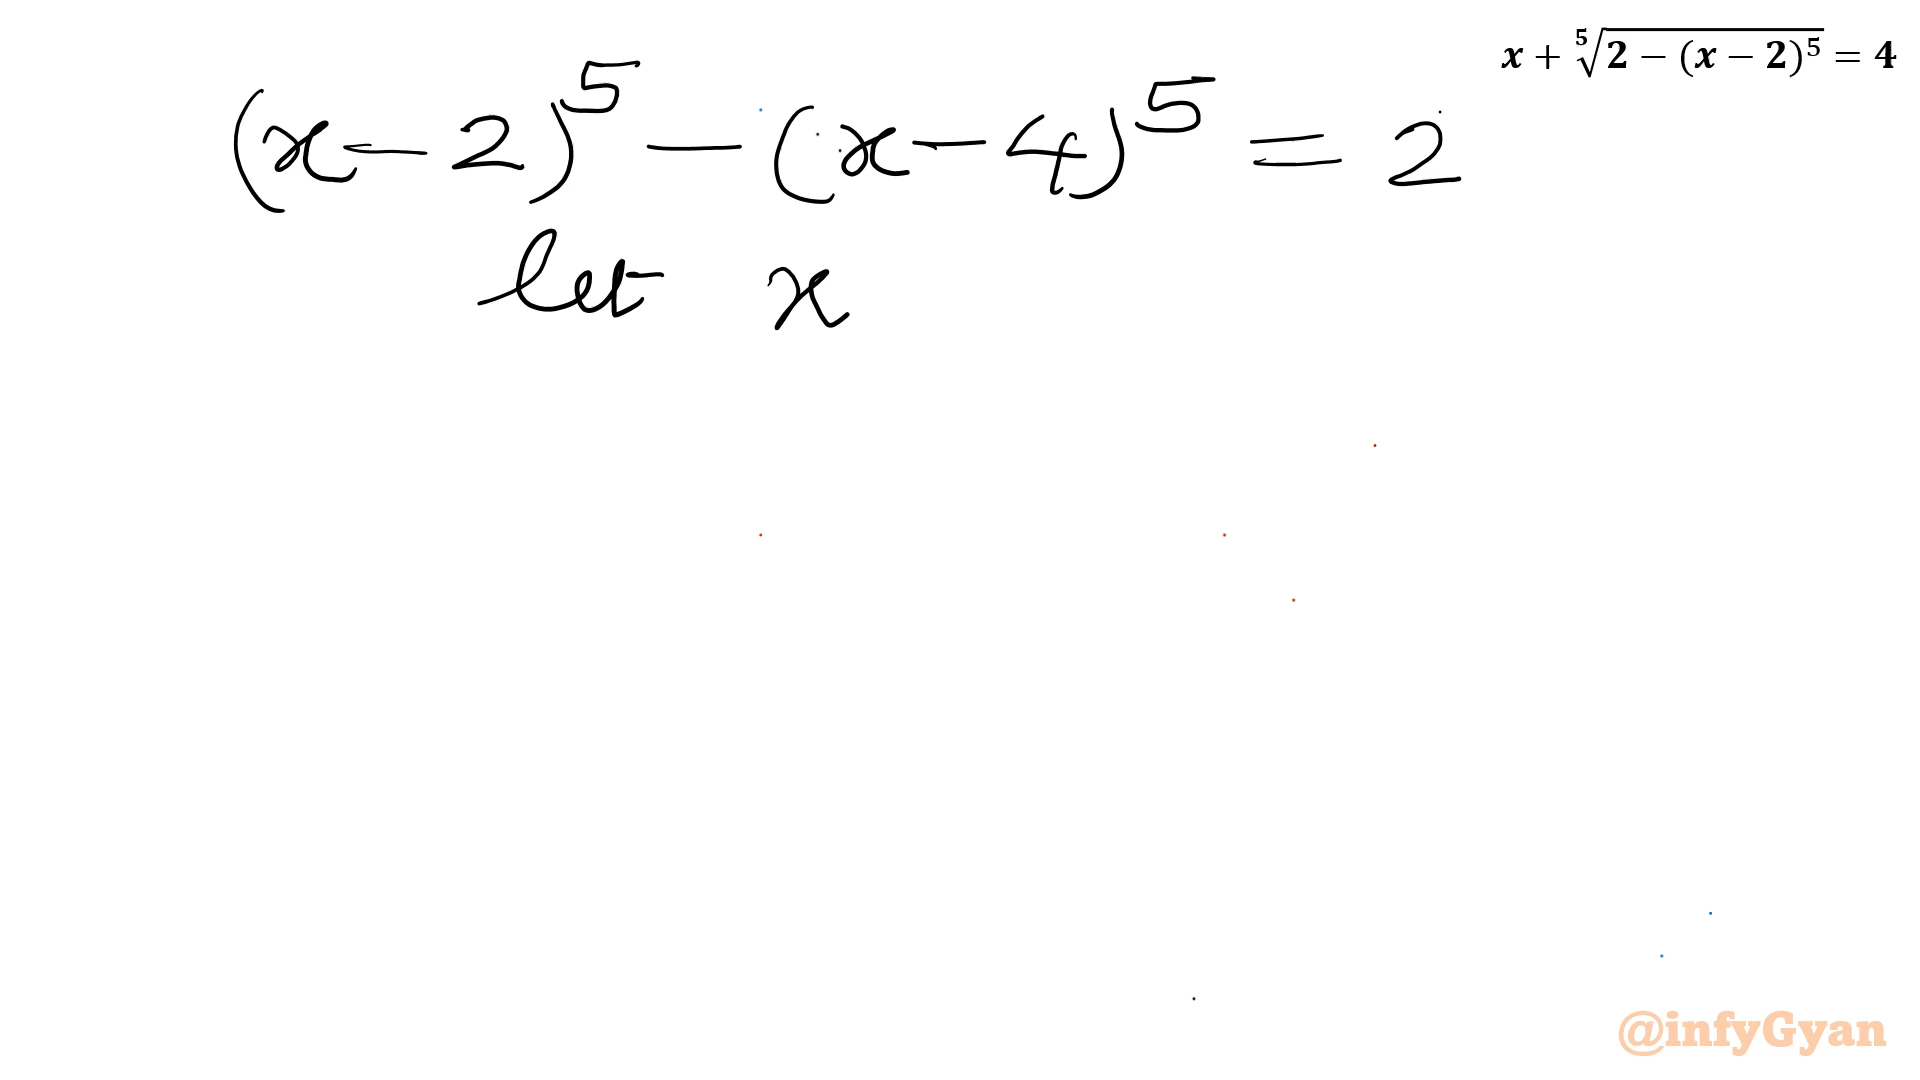 x + ⁵√(2 − (x − 2)⁵) = 4
(x − 2)⁵ − (x − 4)⁵ = 2
let x
@infyGyan